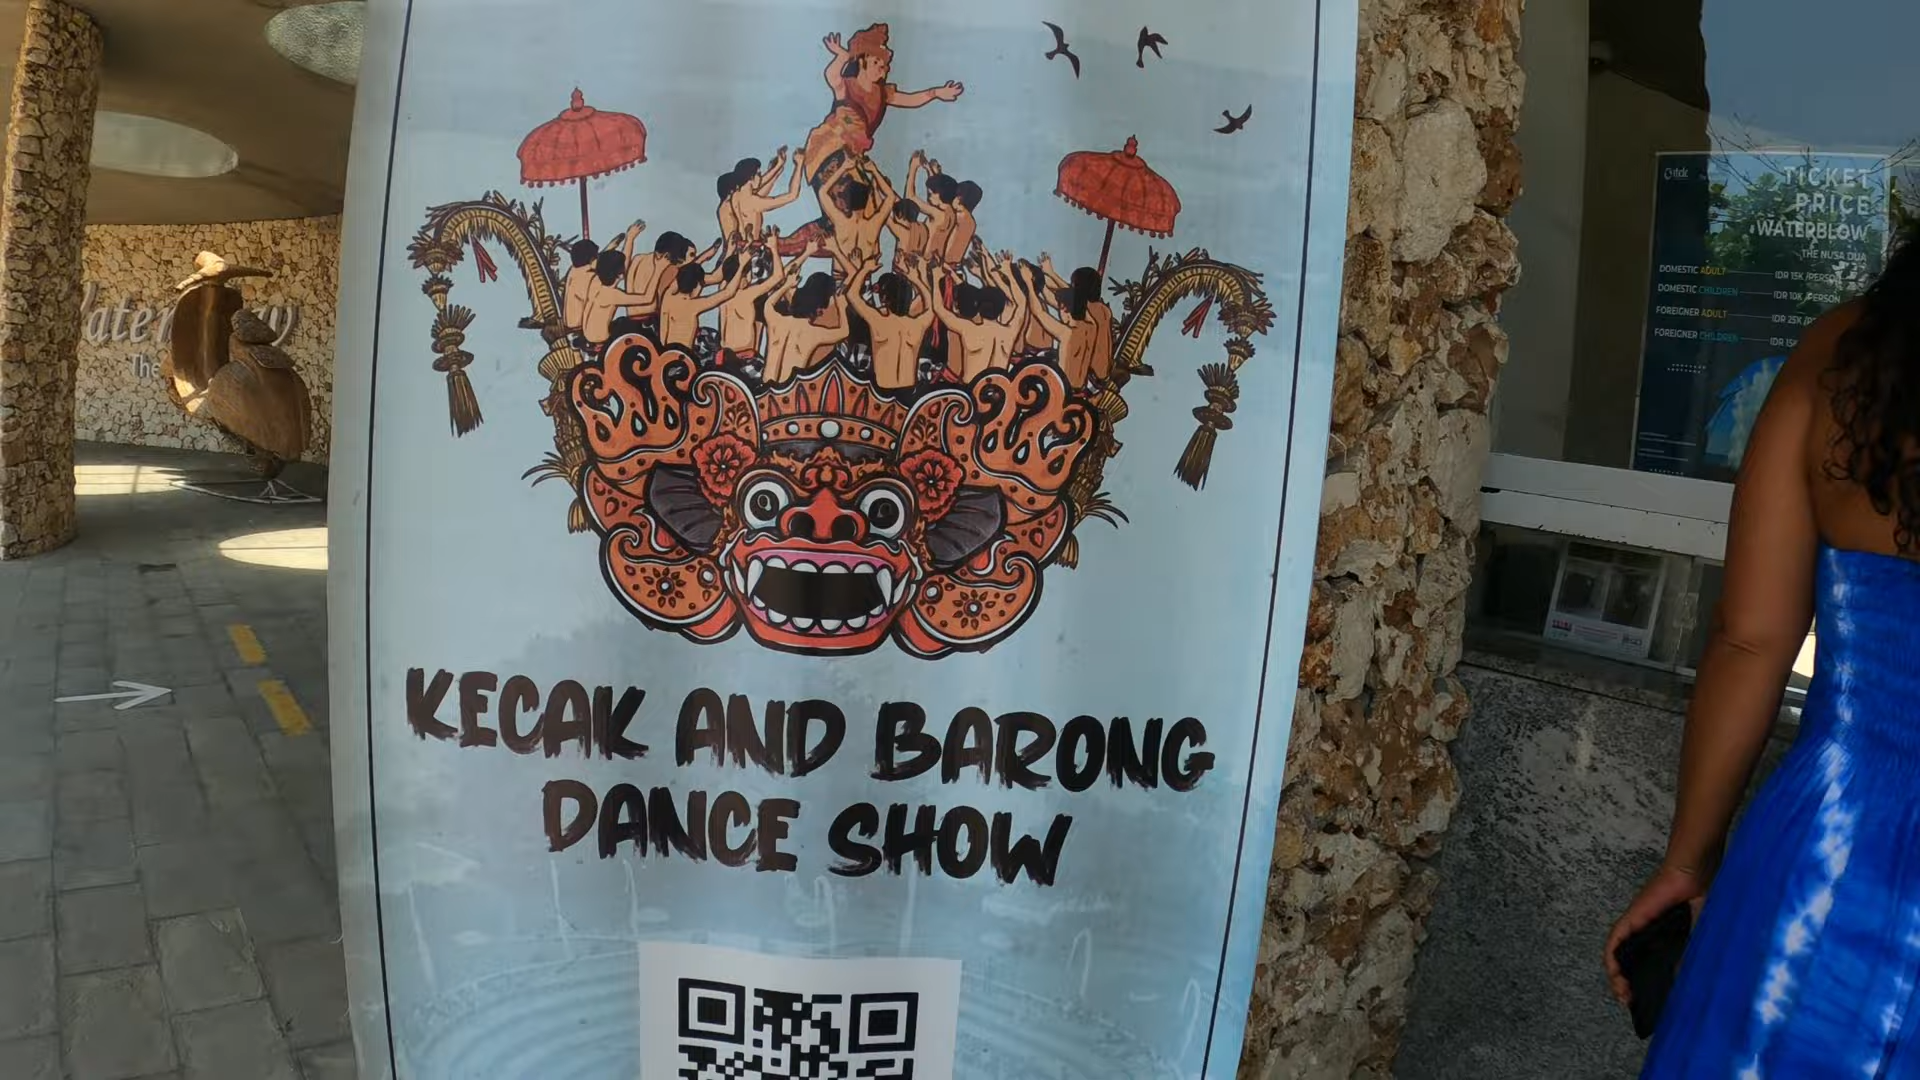 KECAK AND BARONG
DANCE SHOW
TICKET
PRICE
WATERBLOW
THE NUSA DUA
DOMESTIC ADULT IDR 15K /PERSON
DOMESTIC CHILDREN IDR 10K /PERSON
FOREIGNER ADULT IDR 25K
FOREIGNER CHILDREN IDR
The